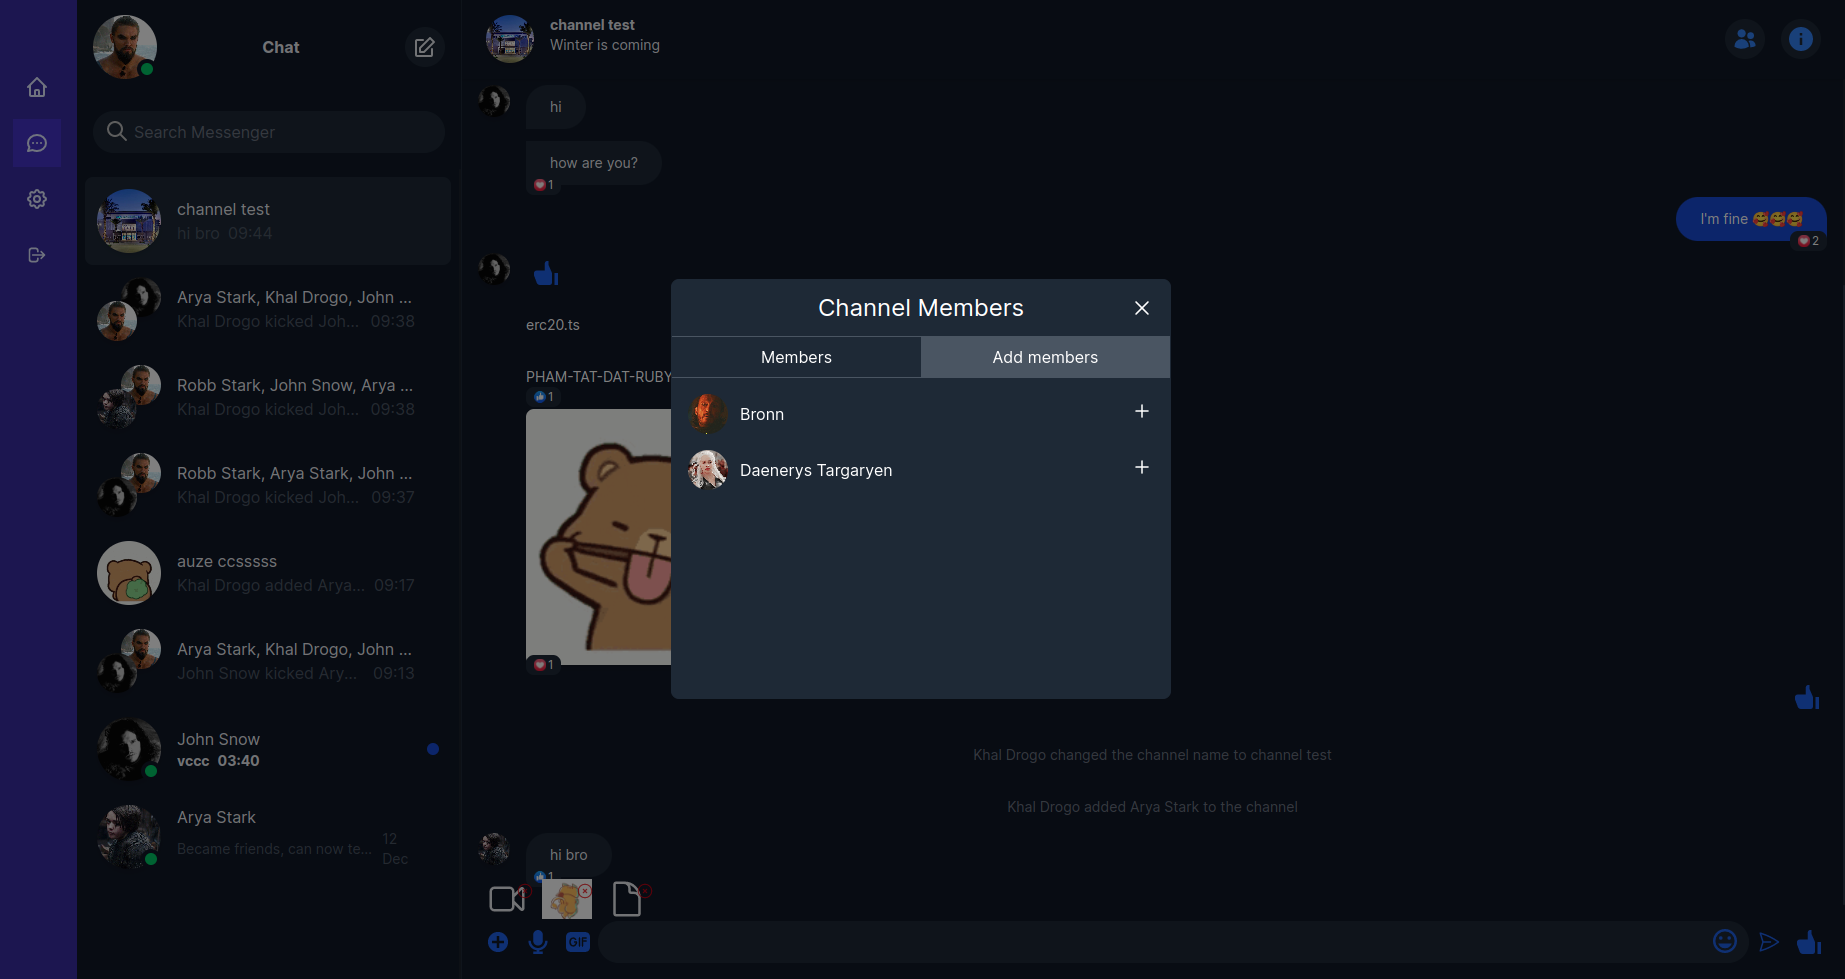 Chat
Search Messenger
channel test
hi bro 09:44
Arya Stark, Khal Drogo, John ...
Khal Drogo kicked Joh... 09:38
Robb Stark, John Snow, Arya ...
Khal Drogo kicked Joh... 09:38
Robb Stark, Arya Stark, John ...
Khal Drogo kicked Joh... 09:37
auze ccsssss
Khal Drogo added Arya... 09:17
Arya Stark, Khal Drogo, John ...
John Snow kicked Ary... 09:13
John Snow
vccc 03:40
Arya Stark
Became friends, can now te... 12 Dec
channel test
Winter is coming
hi
how are you?
1
I'm fine 🥰🥰🥰
2
erc20.ts
PHAM-TAT-DAT-RUBY
1
1
Channel Members
Members
Add members
Bronn
Daenerys Targaryen
Khal Drogo changed the channel name to channel test
Khal Drogo added Arya Stark to the channel
hi bro
1
GIF